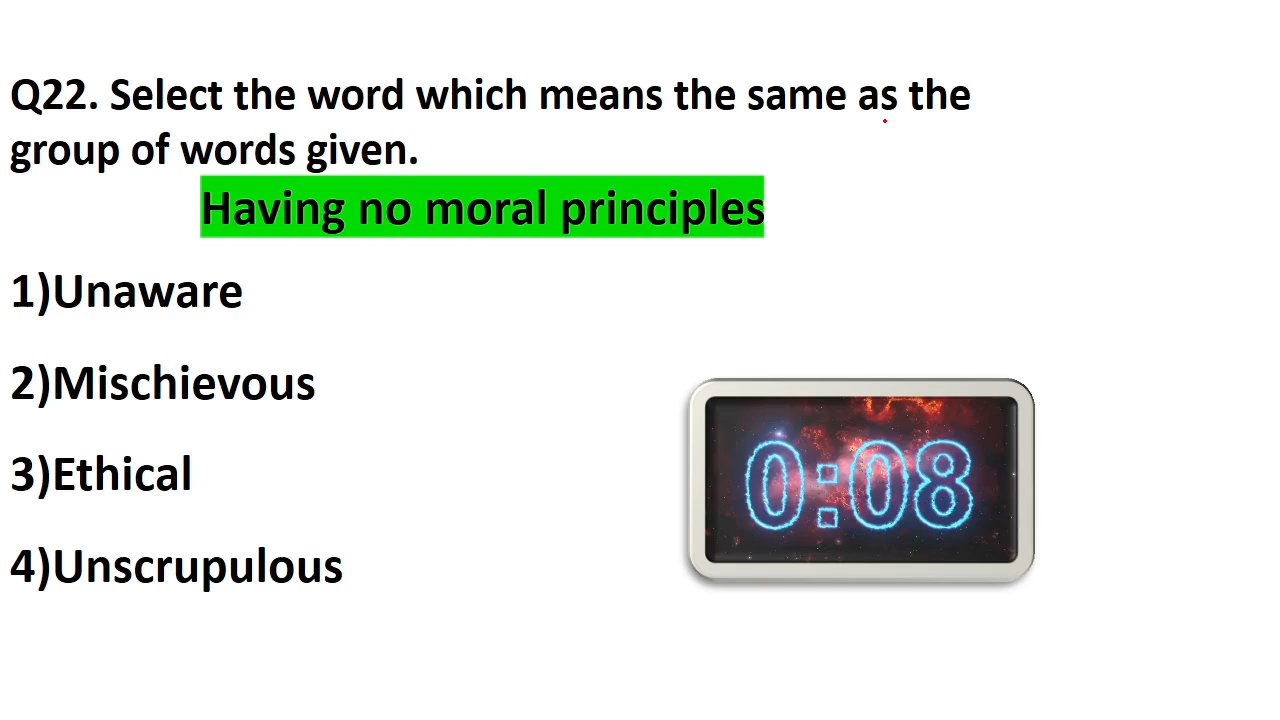 Q22. Select the word which means the same as the
group of words given.
Having no moral principles
1)Unaware
2)Mischievous
3)Ethical
4)Unscrupulous
0:08